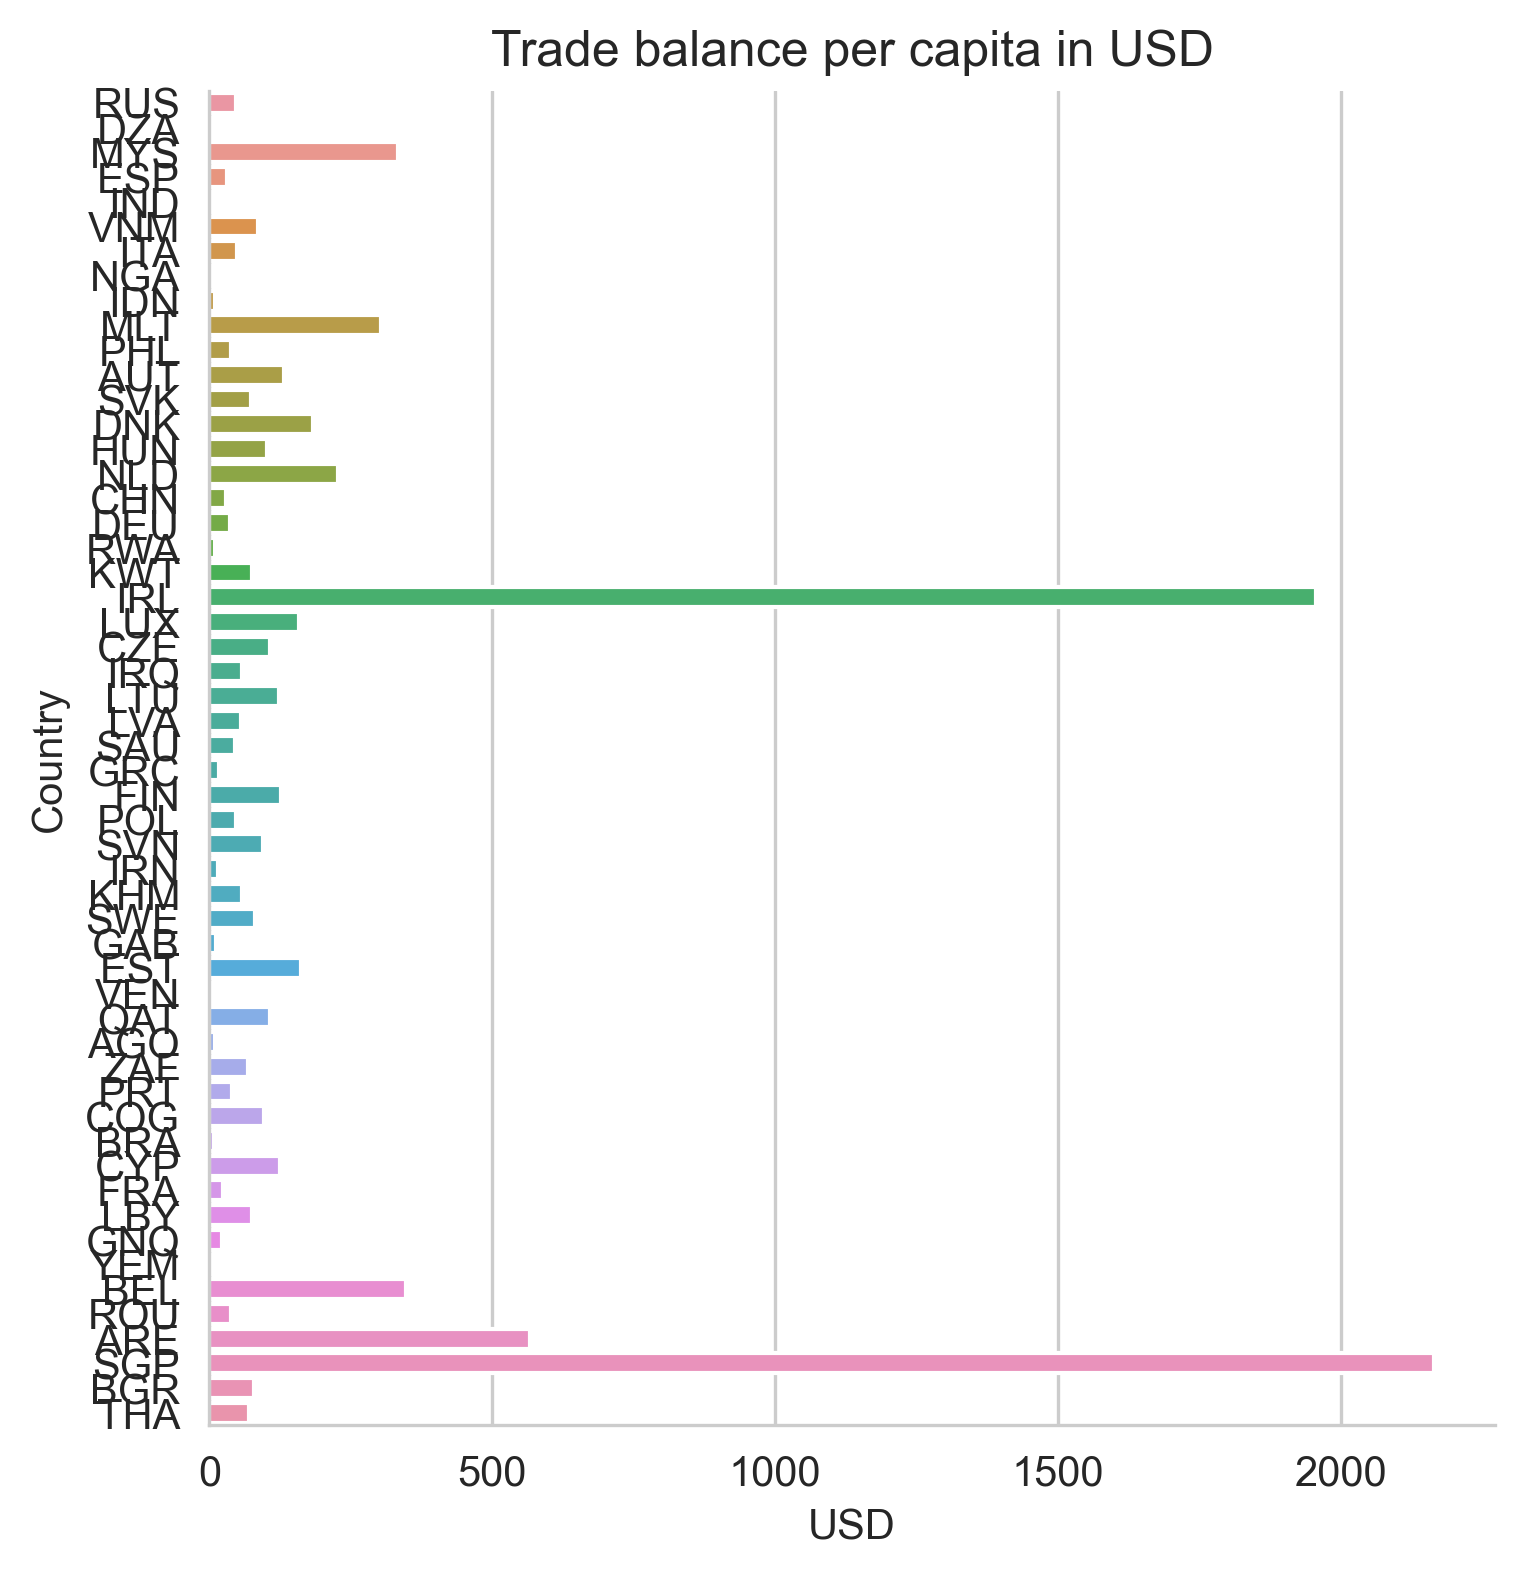 Trade balance per capita in USD
RUS
DZA
MYS
ESP
IND
VNM
ITA
NGA
IDN
MLT
PHL
AUT
SVK
DNK
HUN
NLD
CHN
DEU
RWA
KWT
IRL
LUX
CZE
IRQ
LTU
LVA
SAU
GRC
FIN
POL
SVN
IRN
KHM
SWE
GAB
EST
VEN
QAT
AGO
ZAF
PRT
COG
BRA
CYP
FRA
LBY
GNQ
YEM
BEL
ROU
ARE
SGP
BGR
THA
Country
0 500 1000 1500 2000
USD